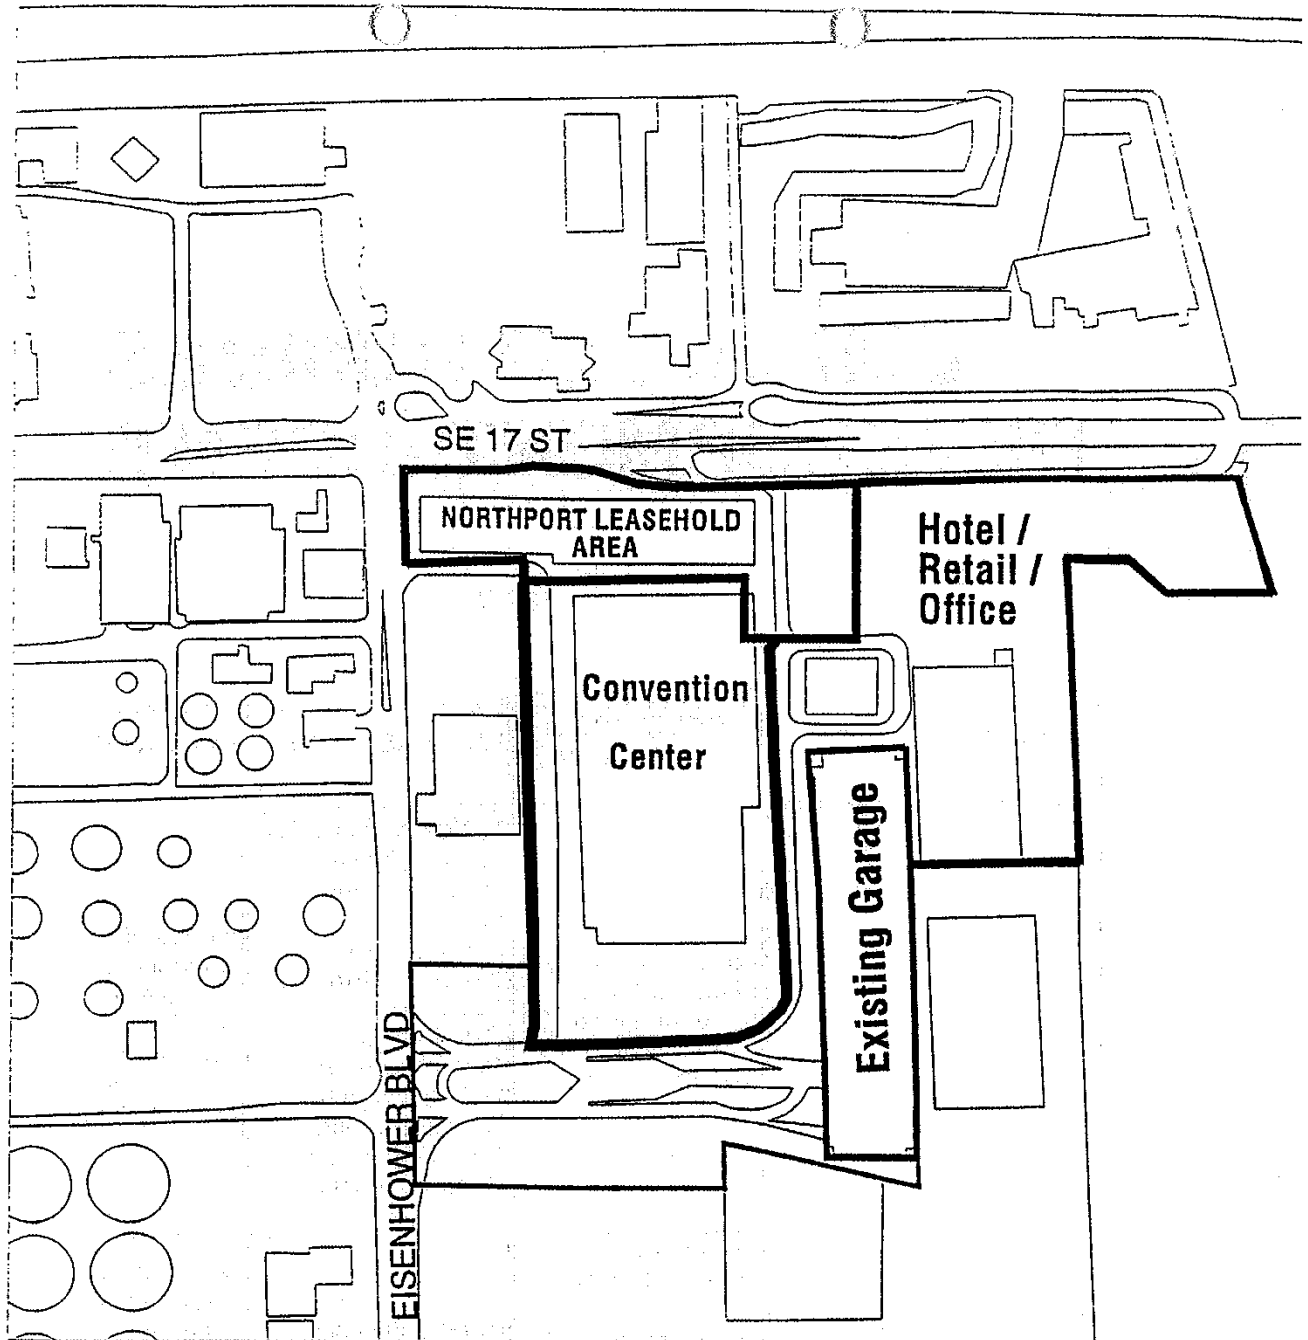 SE 17 ST
NORTHPORT LEASEHOLD
AREA
Hotel /
Retail /
Office
Convention
Center
Existing Garage
EISENHOWER BLVD